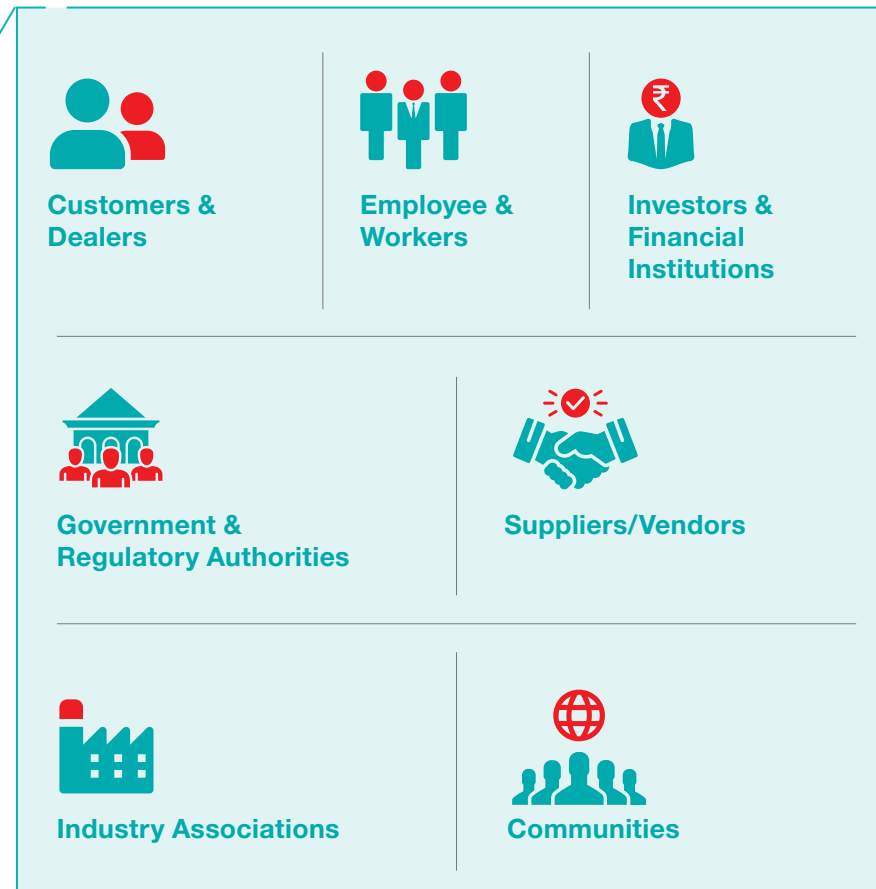 ₹
Customers &
Dealers
Employee &
Workers
Investors &
Financial
Institutions
Government &
Regulatory Authorities
Suppliers/Vendors
Industry Associations
Communities